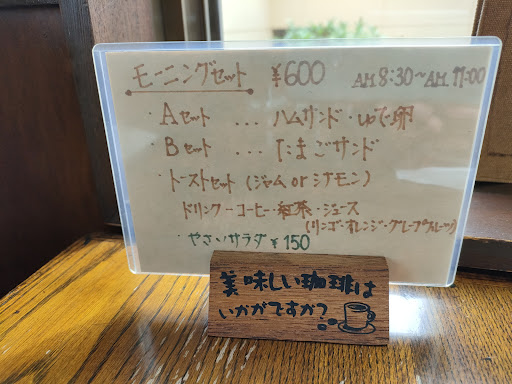 モーニングセット ¥600 AM 8:30~AM 11:00
・Aセット ... ハムサンド・ゆで卵
・Bセット ... たまごサンド
・トーストセット (ジャム or シナモン)
ドリンクーコーヒー・紅茶・ジュース
(リンゴ・オレンジ・グレープフルーツ)
・やさいサラダ ¥150
美味しい珈琲は
いかがですか?